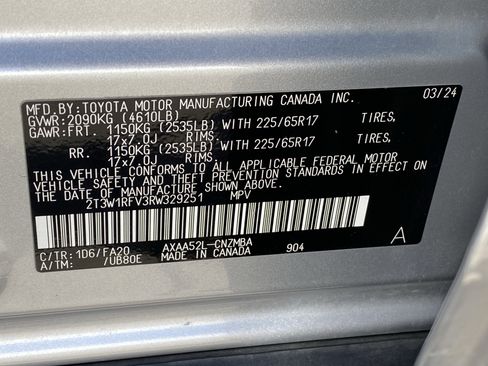 MFD.BY:TOYOTA MOTOR MANUFACTURING CANADA INC. 03/24
GVWR:2090KG (4610LB)
GAWR:FRT. 1150KG (2535LB) WITH 225/65R17 TIRES,
17x7.0J RIMS,
RR. 1150KG (2535LB) WITH 225/65R17 TIRES,
17x7.0J RIMS.
THIS VEHICLE CONFORMS TO ALL APPLICABLE FEDERAL MOTOR
VEHICLE SAFETY AND THEFT PREVENTION STANDARDS IN EFFECT ON
THE DATE OF MANUFACTURE SHOWN ABOVE.
2T3W1RFV3RW329251 MPV
C/TR:1D6/FA20 AXAA52L-CNZMBA 904 A
A/TM: /UB80E MADE IN CANADA